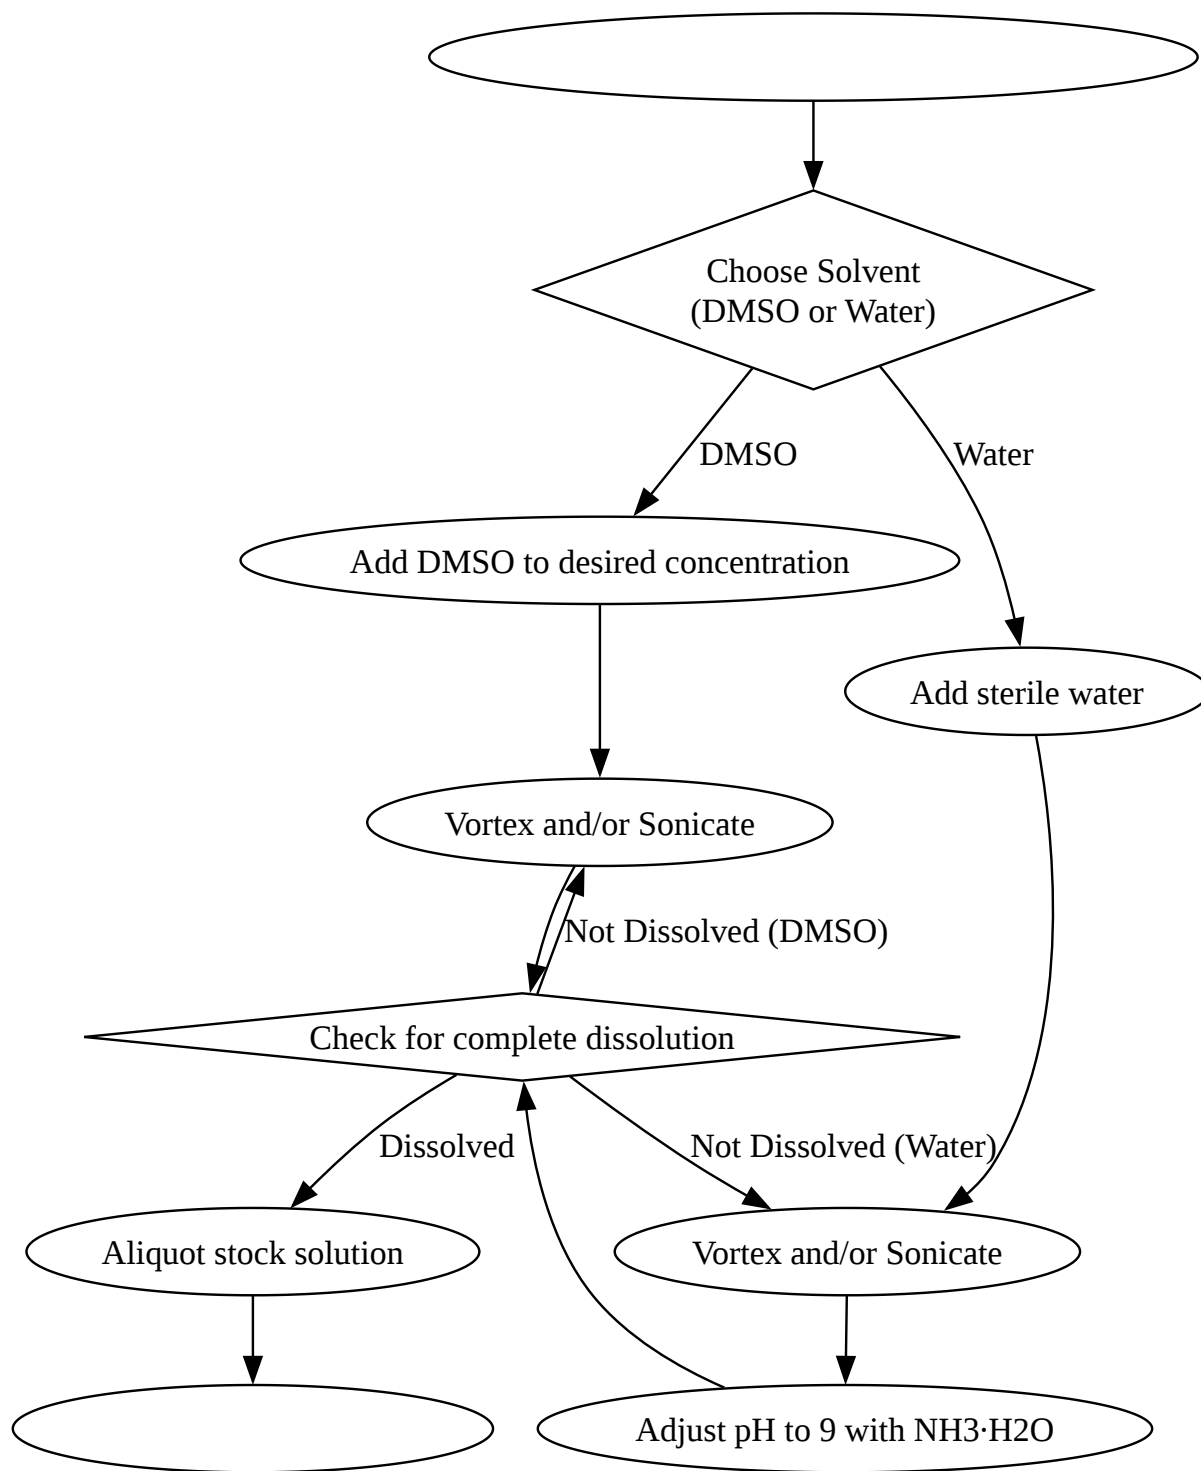 Choose Solvent
(DMSO or Water)
DMSO
Water
Add DMSO to desired concentration
Add sterile water
Vortex and/or Sonicate
Not Dissolved (DMSO)
Check for complete dissolution
Dissolved
Not Dissolved (Water)
Aliquot stock solution
Vortex and/or Sonicate
Adjust pH to 9 with NH3·H2O